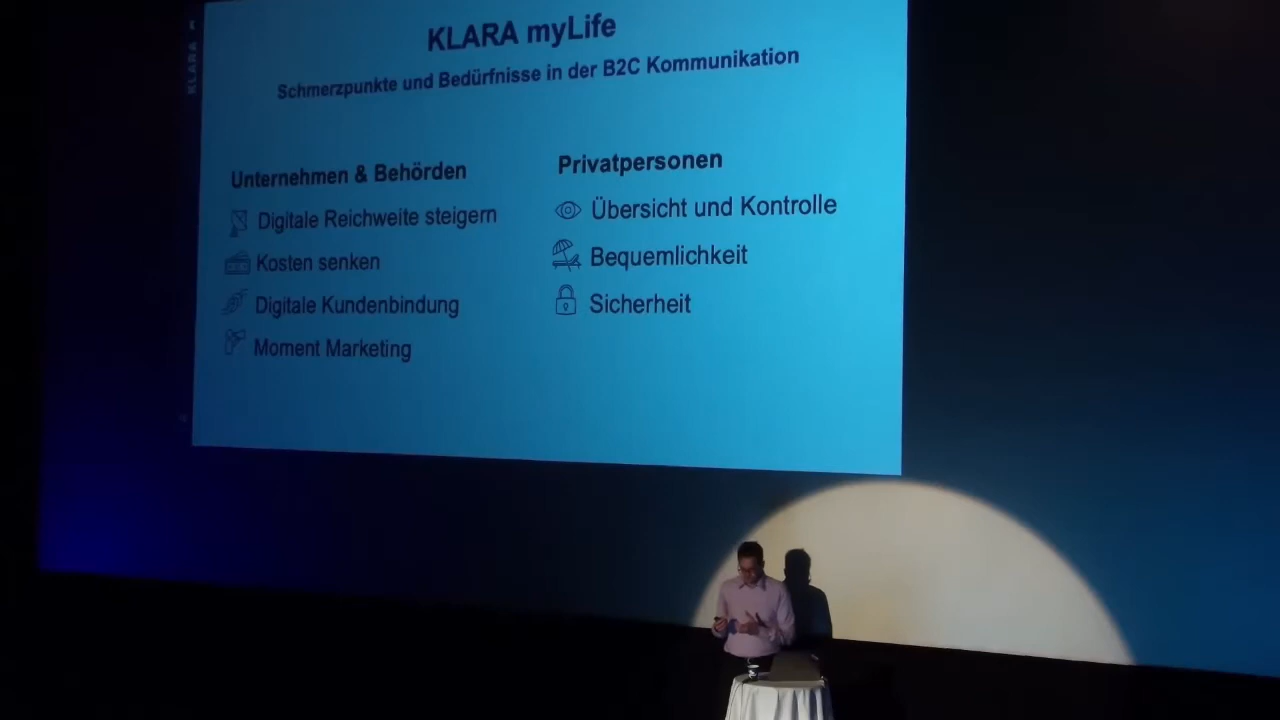 KLARA
KLARA myLife
Schmerzpunkte und Bedürfnisse in der B2C Kommunikation
Unternehmen & Behörden
Digitale Reichweite steigern
Kosten senken
Digitale Kundenbindung
Moment Marketing
Privatpersonen
Übersicht und Kontrolle
Bequemlichkeit
Sicherheit